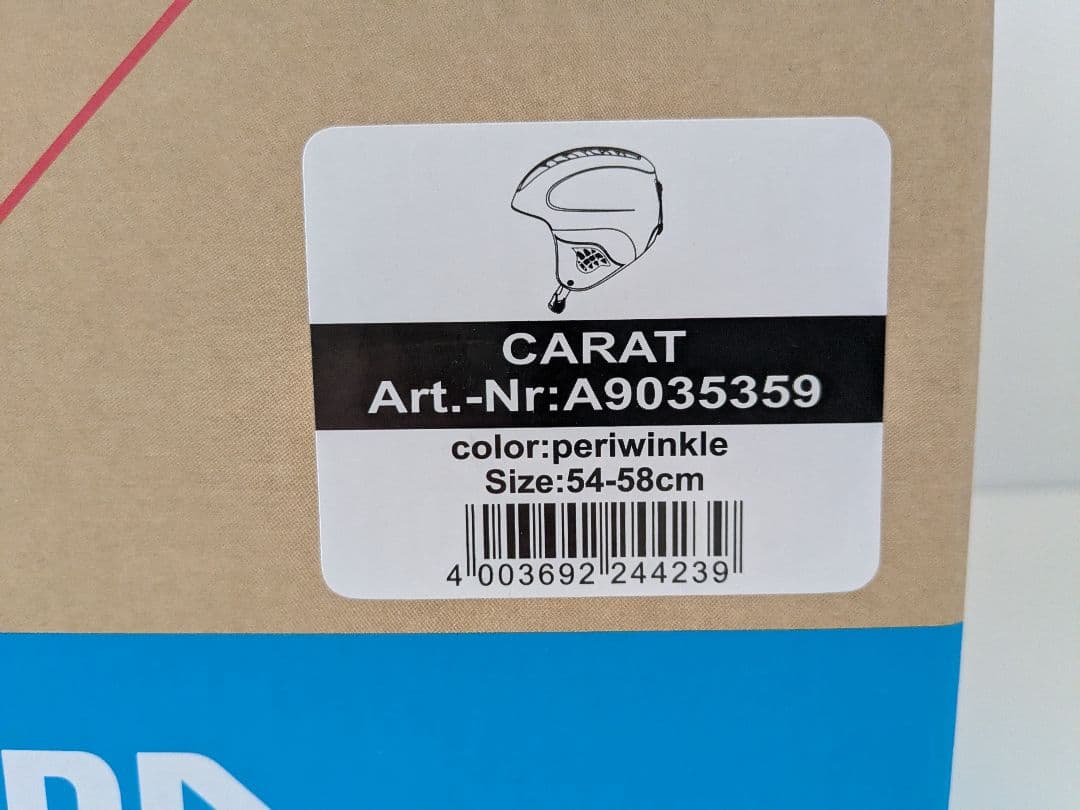 CARAT
Art.-Nr:A9035359
color:periwinkle
Size:54-58cm
4 003692 244239